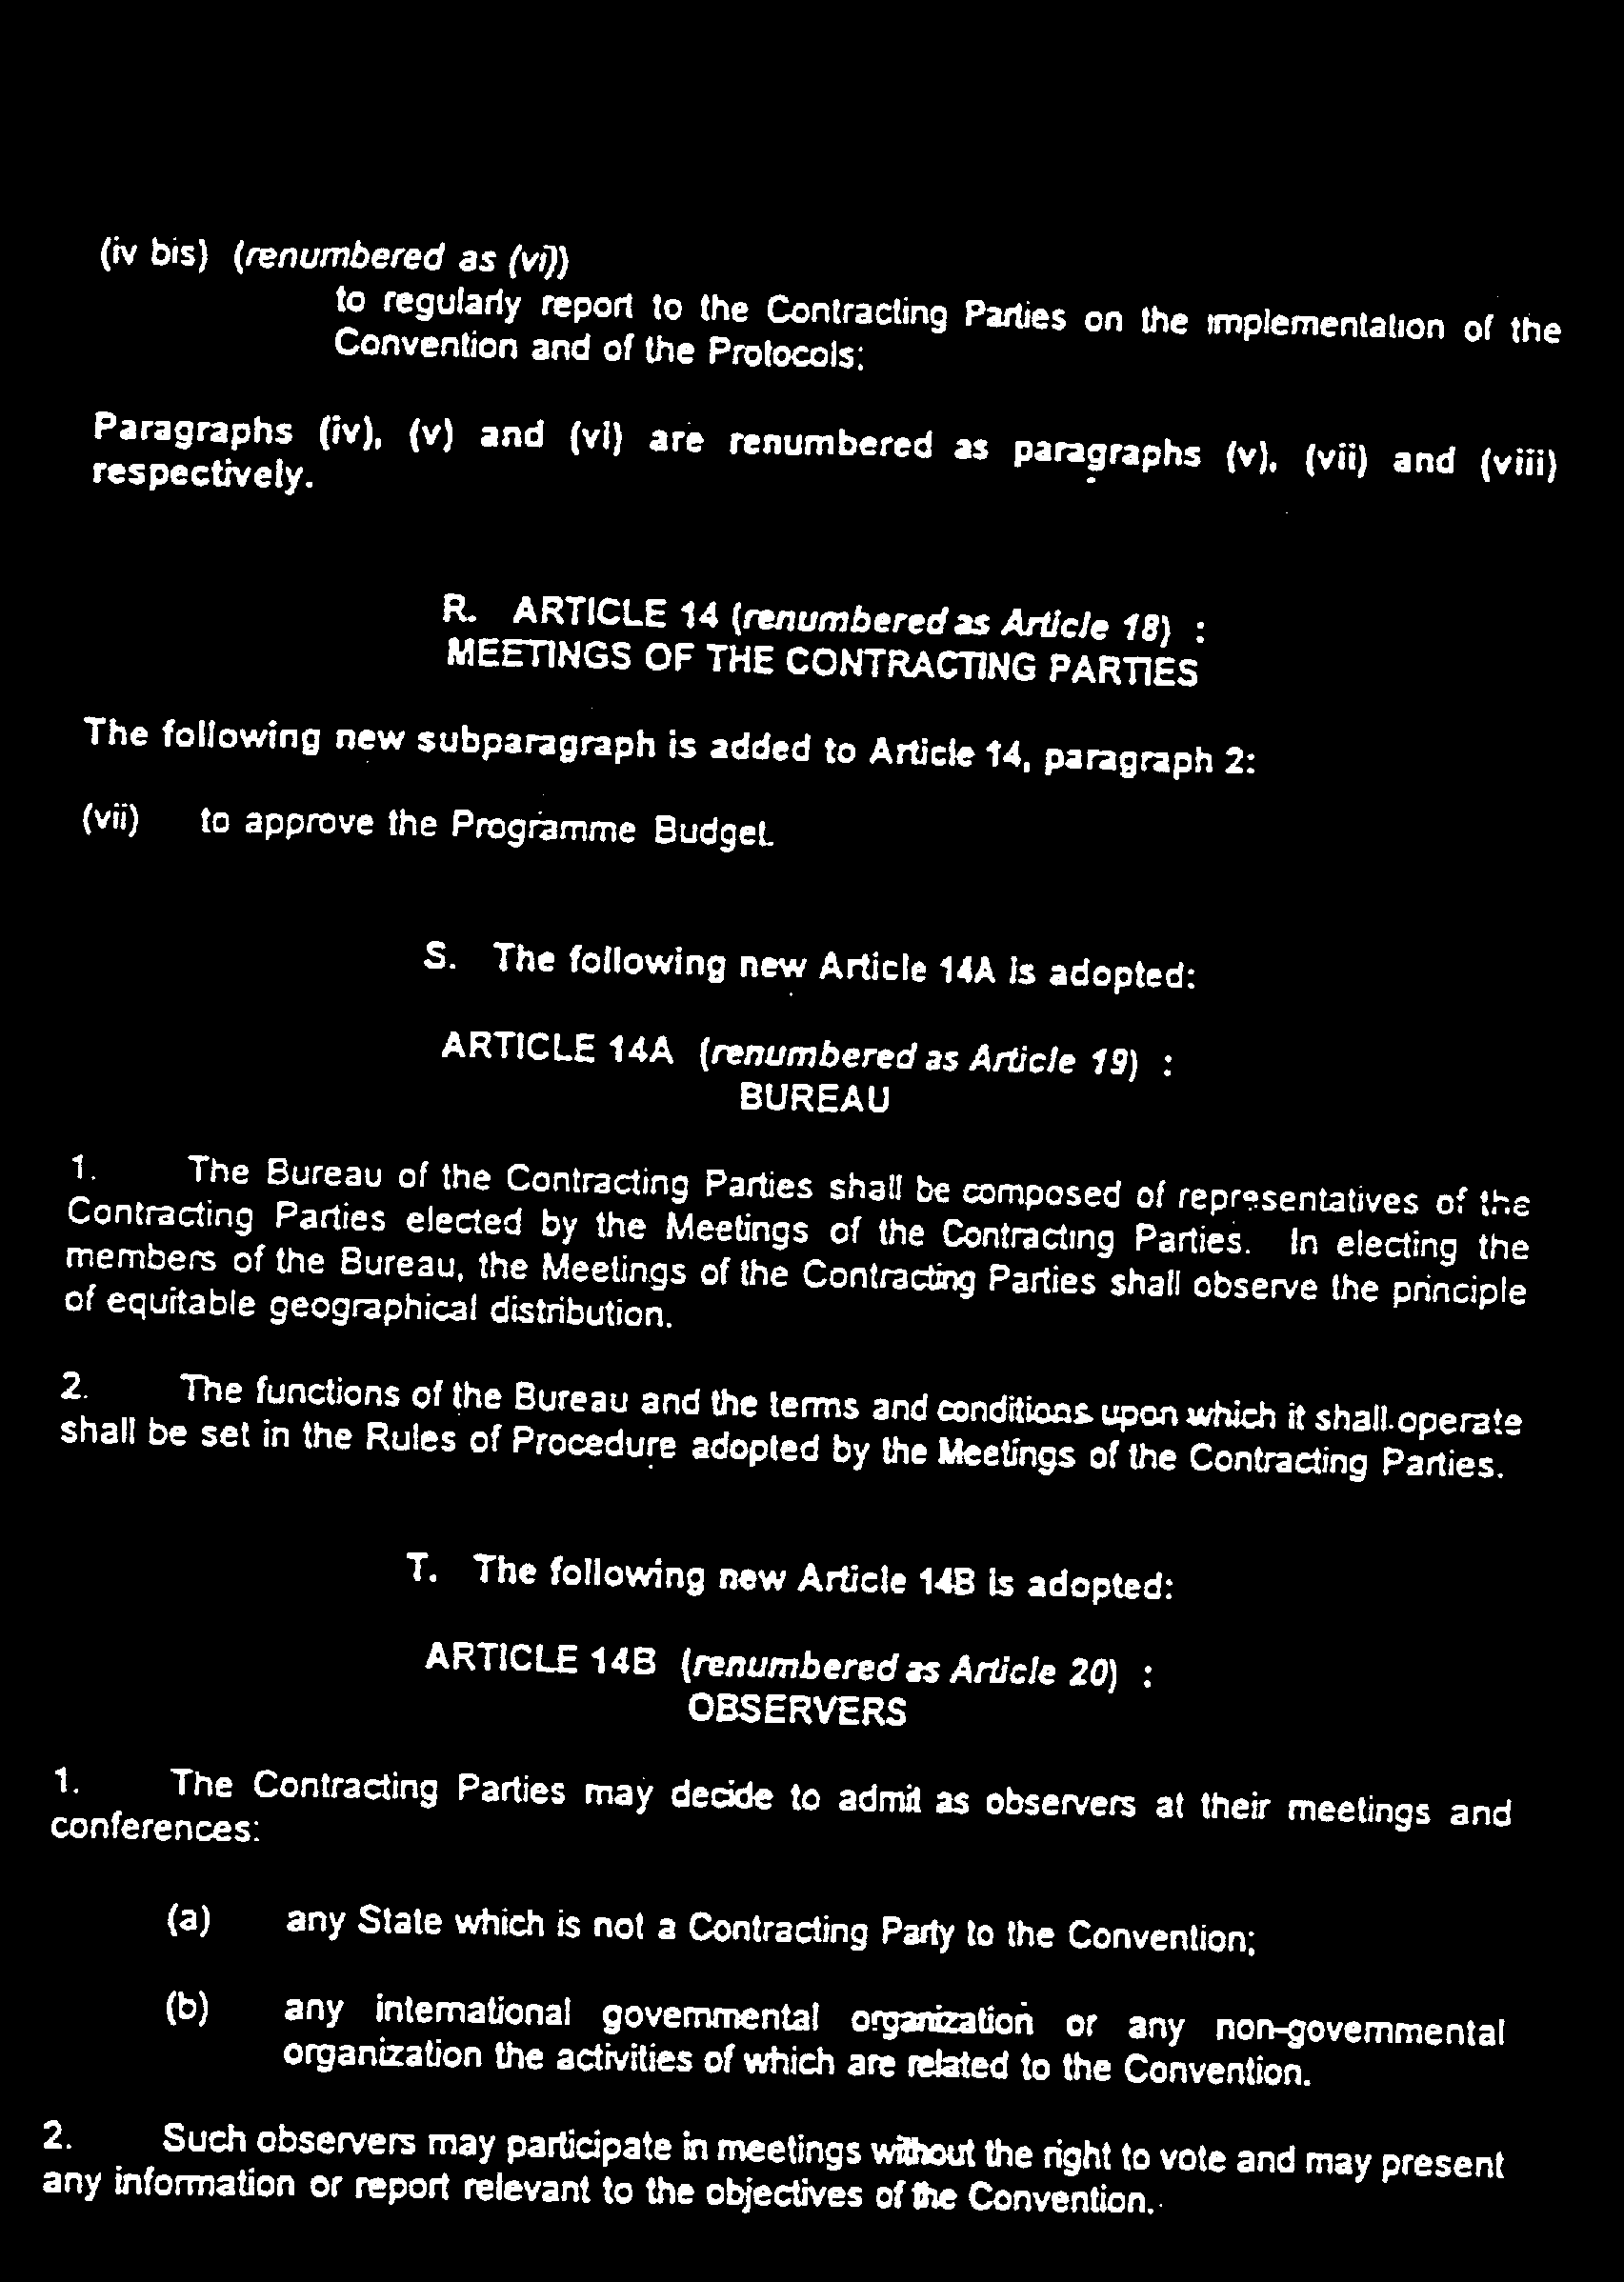 (iv bis) (renumbered as (vi))
to regularly report to the Contracting Parties on the implementation of the
Convention and of the Protocols;
Paragraphs (iv), (v) and (vi) are renumbered as paragraphs (v), (vii) and (viii)
respectively.
R. ARTICLE 14 (renumbered as Article 18) :
MEETINGS OF THE CONTRACTING PARTIES
The following new subparagraph is added to Article 14, paragraph 2:
(vii) to approve the Programme Budget.
S. The following new Article 14A is adopted:
ARTICLE 14A (renumbered as Article 19) :
BUREAU
1. The Bureau of the Contracting Parties shall be composed of representatives of the
Contracting Parties elected by the Meetings of the Contracting Parties. In electing the
members of the Bureau, the Meetings of the Contracting Parties shall observe the principle
of equitable geographical distribution.
2. The functions of the Bureau and the terms and conditions upon which it shall operate
shall be set in the Rules of Procedure adopted by the Meetings of the Contracting Parties.
T. The following new Article 14B is adopted:
ARTICLE 14B (renumbered as Article 20) :
OBSERVERS
1. The Contracting Parties may decide to admit as observers at their meetings and
conferences:
(a) any State which is not a Contracting Party to the Convention;
(b) any international governmental organization or any non-governmental
organization the activities of which are related to the Convention.
2. Such observers may participate in meetings without the right to vote and may present
any information or report relevant to the objectives of the Convention.